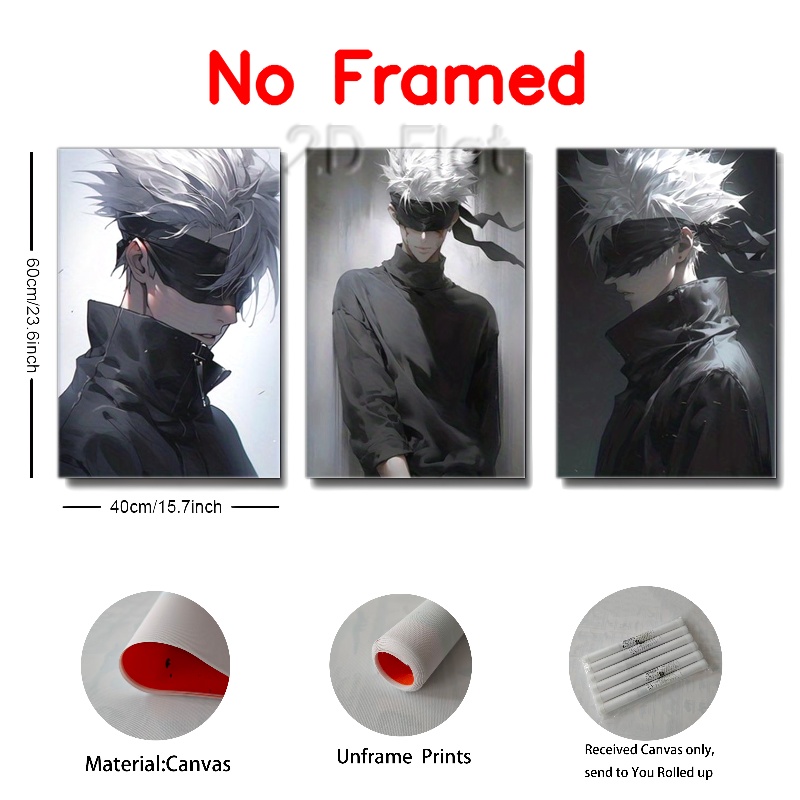 No Framed
2D Flat
60cm/23.6inch
40cm/15.7inch
Material:Canvas
Unframe Prints
Received Canvas only,
send to You Rolled up